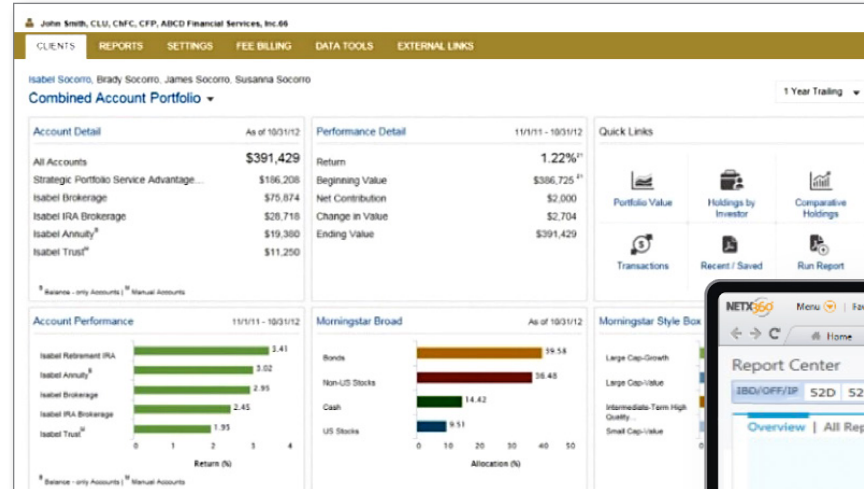 John Smith, CLU, ChFC, CFP, ABCD Financial Services, Inc.66
CLIENTS REPORTS SETTINGS FEE BILLING DATA TOOLS EXTERNAL LINKS
Isabel Socorro, Brady Socorro, James Socorro, Susanna Socorro
Combined Account Portfolio
1 Year Trailing
Account Detail As of 10/31/12
All Accounts $391,429
Strategic Portfolio Service Advantage... $186,208
Isabel Brokerage $75,874
Isabel IRA Brokerage $28,718
Isabel Annuity B $19,380
Isabel Trust M $11,250
B Balance - only Accounts | M Manual Accounts
Performance Detail 11/1/11 - 10/31/12
Return 1.22% 21
Beginning Value $386,725 21
Net Contribution $2,000
Change in Value $2,704
Ending Value $391,429
Quick Links
Portfolio Value
Holdings by
Investor
Comparative
Holdings
Transactions
Recent / Saved
Run Report
Account Performance 11/1/11 - 10/31/12
Isabel Retirement IRA 3.41
Isabel Annuity B 3.02
Isabel Brokerage 2.95
Isabel IRA Brokerage 2.45
Isabel Trust M 1.95
0 1 2 3 4
Return (%)
B Balance - only Accounts | M Manual Accounts
Morningstar Broad As of 10/31/12
Bonds 39.58
Non-US Stocks 36.48
Cash 14.42
US Stocks 9.51
0 10 20 30 40 50
Allocation (%)
Morningstar Style Box
Large Cap-Growth
Large Cap-Value
Intermediate-Term High
Quality...
Small Cap-Value
0
NETX360 Menu Fav
Home
Report Center
IBD/OFF/IP 52D 52
Overview | All Rep